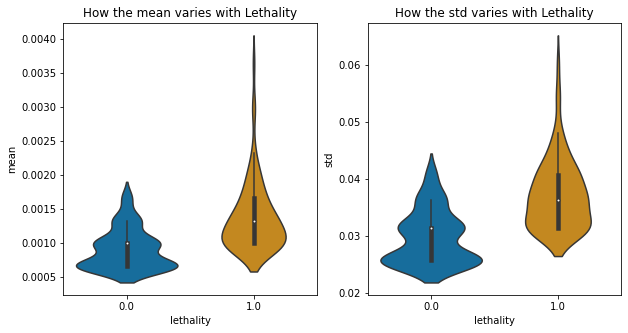 How the mean varies with Lethality
0.0040
0.0035
0.0030
0.0025
0.0020
0.0015
0.0010
0.0005
mean
0.0
1.0
lethality
How the std varies with Lethality
0.06
0.05
0.04
0.03
0.02
std
0.0
1.0
lethality